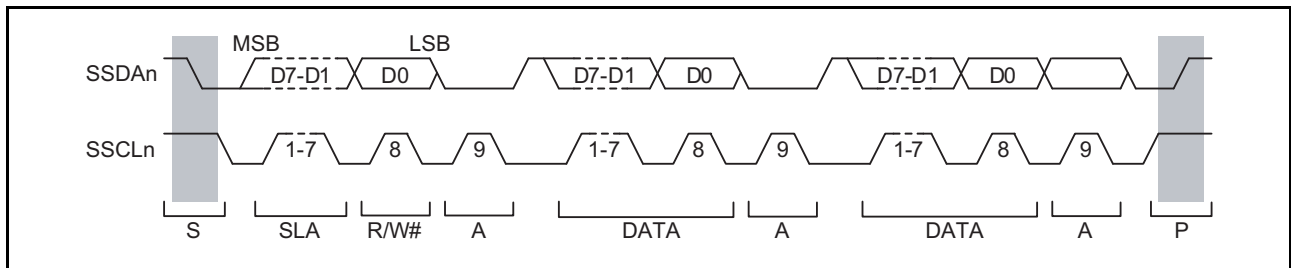 MSB LSB
SSDAn D7-D1 D0 D7-D1 D0 D7-D1 D0
SSCLn 1-7 8 9 1-7 8 9 1-7 8 9
S SLA R/W# A DATA A DATA A P